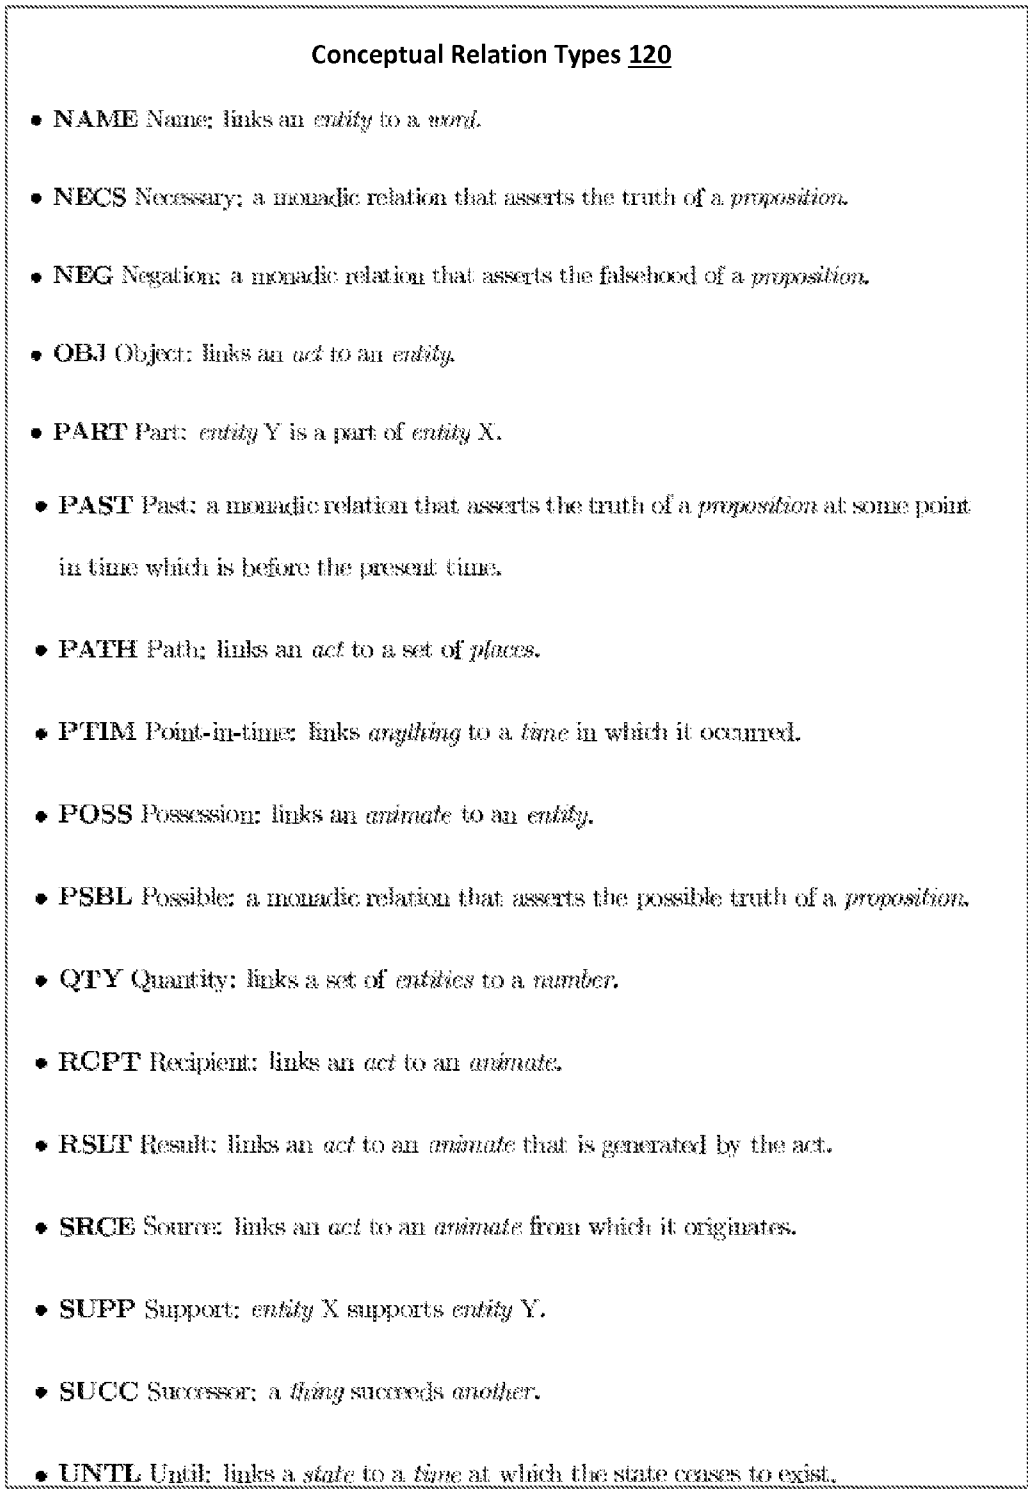 Conceptual Relation Types 120
• NAME Name: links an entity to a word.
• NECS Necessary: a monadic relation that asserts the truth of a proposition.
• NEG Negation: a monadic relation that asserts the falsehood of a proposition.
• OBJ Object: links an act to an entity.
• PART Part: entity Y is a part of entity X.
• PAST Past: a monadic relation that asserts the truth of a proposition at some point
in time which is before the present time.
• PATH Path: links an act to a set of places.
• PTIM Point-in-time: links anything to a time in which it occurred.
• POSS Possession: links an animate to an entity.
• PSBL Possible: a monadic relation that asserts the possible truth of a proposition.
• QTY Quantity: links a set of entities to a number.
• RCPT Recipient: links an act to an animate.
• RSLT Result: links an act to an animate that is generated by the act.
• SRCE Source: links an act to an animate from which it originates.
• SUPP Support: entity X supports entity Y.
• SUCC Successor: a thing succeeds another.
• UNTL Until: links a state to a time at which the state ceases to exist.